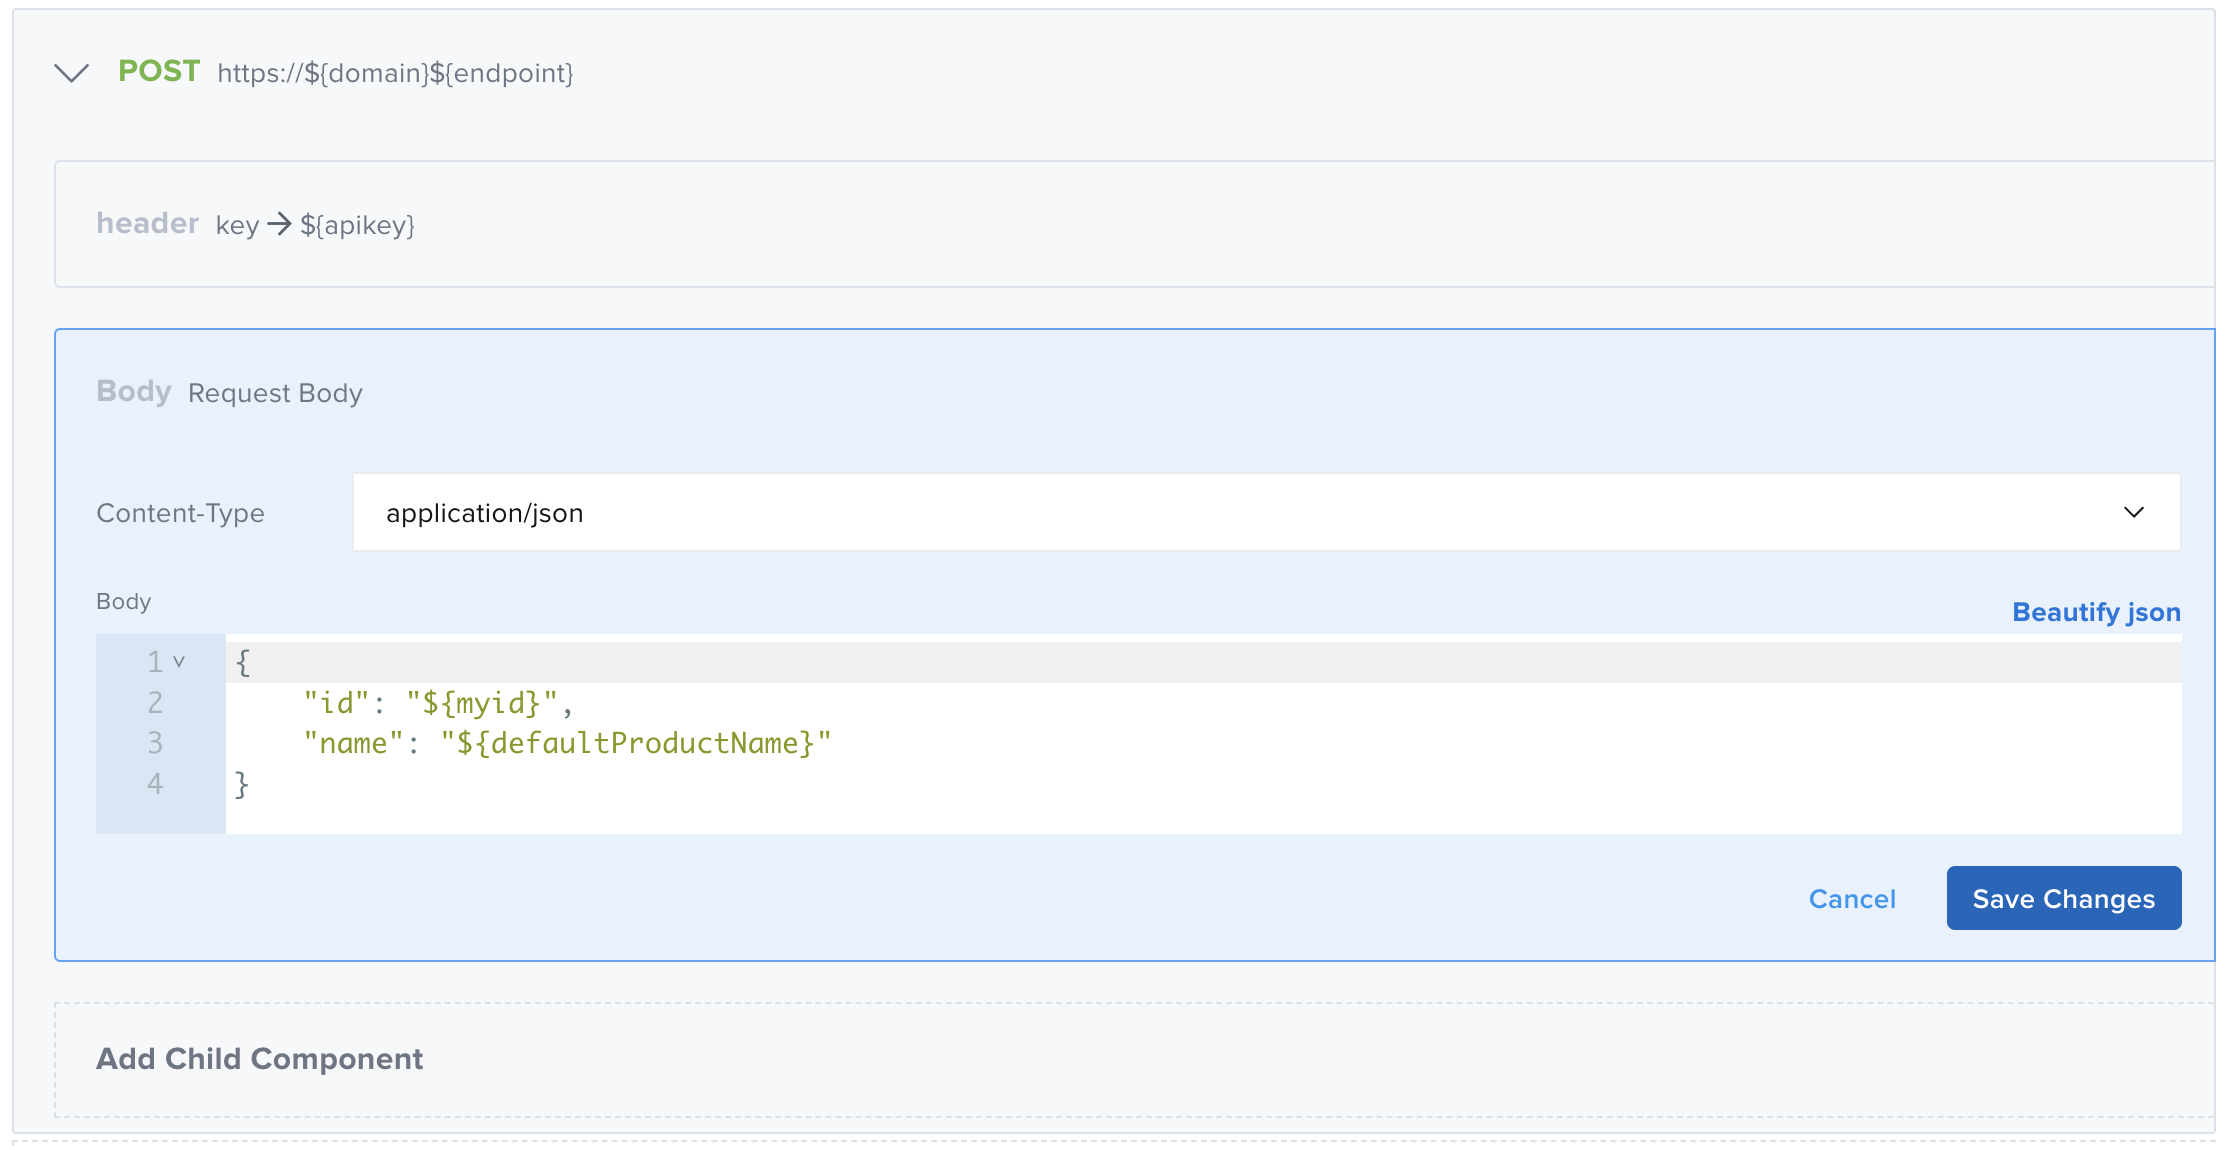 POST https://${domain}${endpoint}
header key → ${apikey}
Body Request Body
Content-Type application/json
Body
Beautify json
1 {
2     "id": "${myid}",
3     "name": "${defaultProductName}"
4 }
Cancel Save Changes
Add Child Component